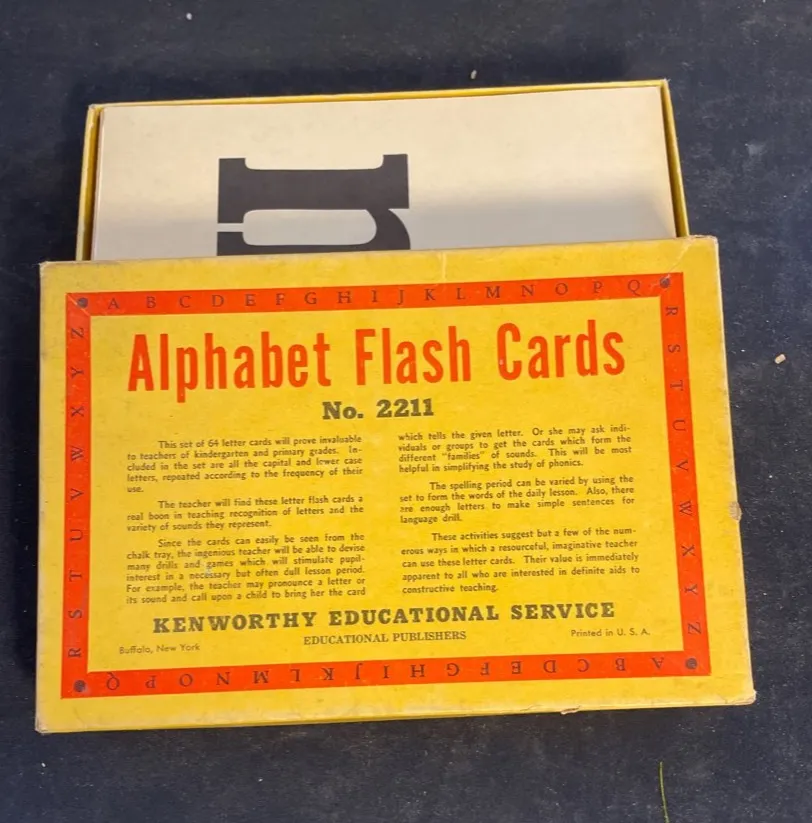 n
A B C D E F G H I J K L M N O P Q
R S T U V W X Y Z
Alphabet Flash Cards
No. 2211
This set of 64 letter cards will prove invaluable
to teachers of kindergarten and primary grades. In-
cluded in the set are all the capital and lower case
letters, repeated according to the frequency of their
use.
The teacher will find these letter flash cards a
real boon in teaching recognition of letters and the
variety of sounds they represent.
Since the cards can easily be seen from the
chalk tray, the ingenious teacher will be able to devise
many drills and games which will stimulate pupil-
interest in a necessary but often dull lesson period.
For example, the teacher may pronounce a letter or
its sound and call upon a child to bring her the card
which tells the given letter. Or she may ask indi-
viduals or groups to get the cards which form the
different "families" of sounds. This will be most
helpful in simplifying the study of phonics.
The spelling period can be varied by using the
set to form the words of the daily lesson. Also, there
are enough letters to make simple sentences for
language drill.
These activities suggest but a few of the num-
erous ways in which a resourceful, imaginative teacher
can use these letter cards. Their value is immediately
apparent to all who are interested in definite aids to
constructive teaching.
KENWORTHY EDUCATIONAL SERVICE
EDUCATIONAL PUBLISHERS
Buffalo, New York
Printed in U. S. A.
A B C D E F G H I J K L M N O P Q
R S T U V W X Y Z